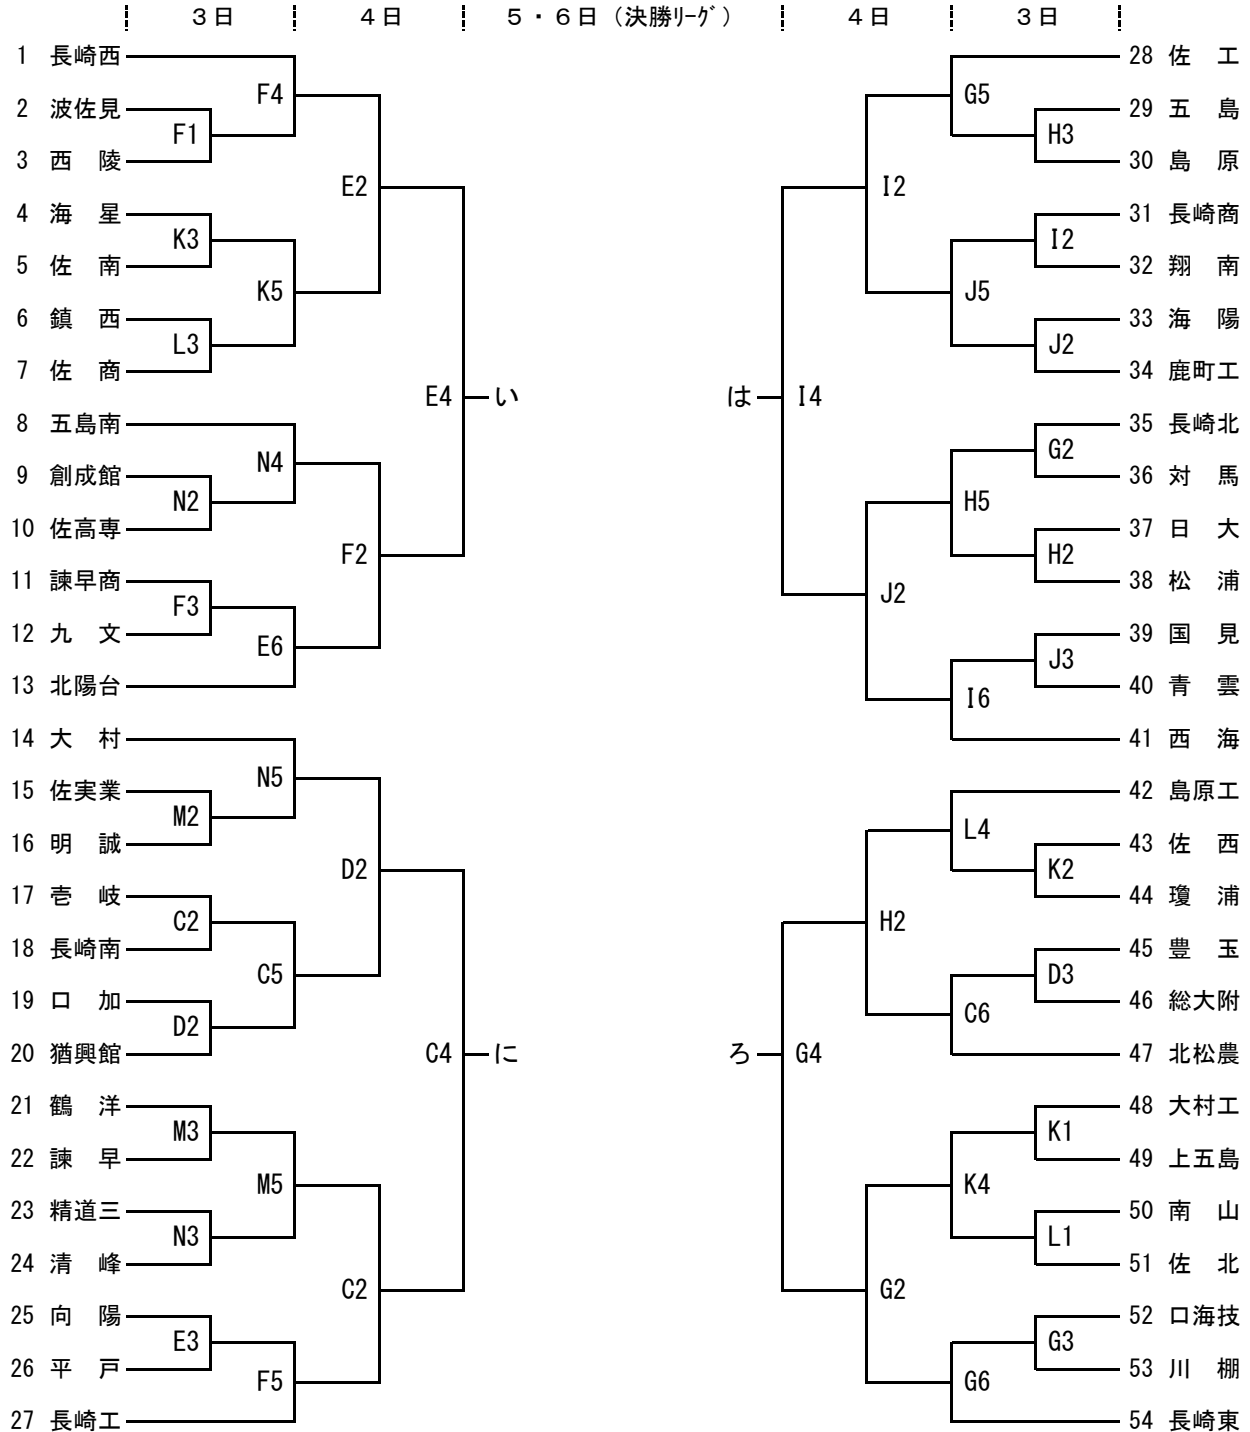 ３日 ４日 ５・６日（決勝ﾘｰｸﾞ） ４日 ３日
1 長崎西 28 佐　工
F4 G5
2 波佐見 29 五　島
F1 H3
3 西　陵 30 島　原
E2 I2
4 海　星 31 長崎商
K3 I2
5 佐　南 32 翔　南
K5 J5
6 鎮　西 33 海　陽
L3 J2
7 佐　商 34 鹿町工
E4 い は I4
8 五島南 35 長崎北
N4 G2
9 創成館 36 対　馬
N2 H5
10 佐高専 37 日　大
F2 H2
11 諫早商 38 松　浦
F3 J2
12 九　文 39 国　見
E6 J3
13 北陽台 40 青　雲
I6
14 大　村 41 西　海
N5
15 佐実業 42 島原工
M2 L4
16 明　誠 43 佐　西
D2 K2
17 壱　岐 44 瓊　浦
C2 H2
18 長崎南 45 豊　玉
C5 D3
19 口　加 46 総大附
D2 C6
20 猶興館 C4 に ろ G4 47 北松農
21 鶴　洋 48 大村工
M3 K1
22 諫　早 49 上五島
M5 K4
23 精道三 50 南　山
N3 L1
24 清　峰 51 佐　北
C2 G2
25 向　陽 52 口海技
E3 G3
26 平　戸 53 川　棚
F5 G6
27 長崎工 54 長崎東